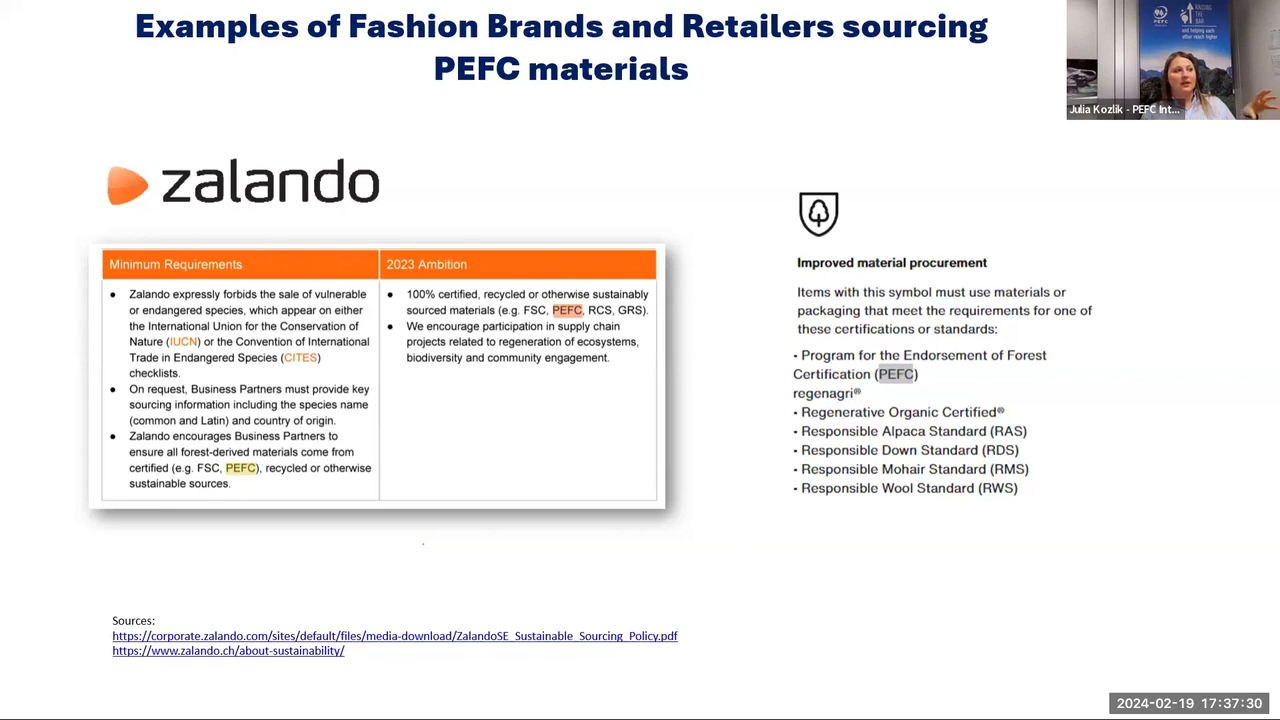 Examples of Fashion Brands and Retailers sourcing
PEFC materials
PEFC
RAISING
THE
BAR
and helping each
other reach higher
Julia Kozlik - PEFC Int...
zalando
Minimum Requirements
● Zalando expressly forbids the sale of vulnerable
or endangered species, which appear on either
the International Union for the Conservation of
Nature (IUCN) or the Convention of International
Trade in Endangered Species (CITES)
checklists.
● On request, Business Partners must provide key
sourcing information including the species name
(common and Latin) and country of origin.
● Zalando encourages Business Partners to
ensure all forest-derived materials come from
certified (e.g. FSC, PEFC), recycled or otherwise
sustainable sources.
2023 Ambition
● 100% certified, recycled or otherwise sustainably
sourced materials (e.g. FSC, PEFC, RCS, GRS).
● We encourage participation in supply chain
projects related to regeneration of ecosystems,
biodiversity and community engagement.
Improved material procurement
Items with this symbol must use materials or
packaging that meet the requirements for one of
these certifications or standards:
• Program for the Endorsement of Forest
Certification (PEFC)
regenagri®
• Regenerative Organic Certified®
• Responsible Alpaca Standard (RAS)
• Responsible Down Standard (RDS)
• Responsible Mohair Standard (RMS)
• Responsible Wool Standard (RWS)
Sources:
https://corporate.zalando.com/sites/default/files/media-download/ZalandoSE_Sustainable_Sourcing_Policy.pdf
https://www.zalando.ch/about-sustainability/
2024-02-19 17:37:30